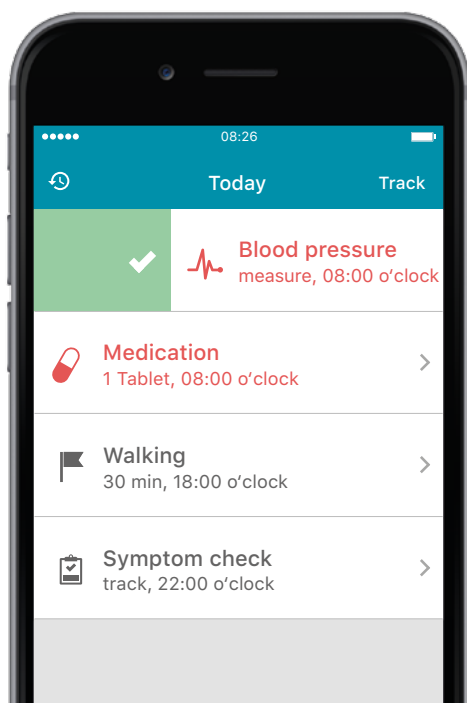 08:26
Today
Track
Blood pressure
measure, 08:00 o‘clock
Medication
1 Tablet, 08:00 o‘clock
Walking
30 min, 18:00 o‘clock
Symptom check
track, 22:00 o‘clock